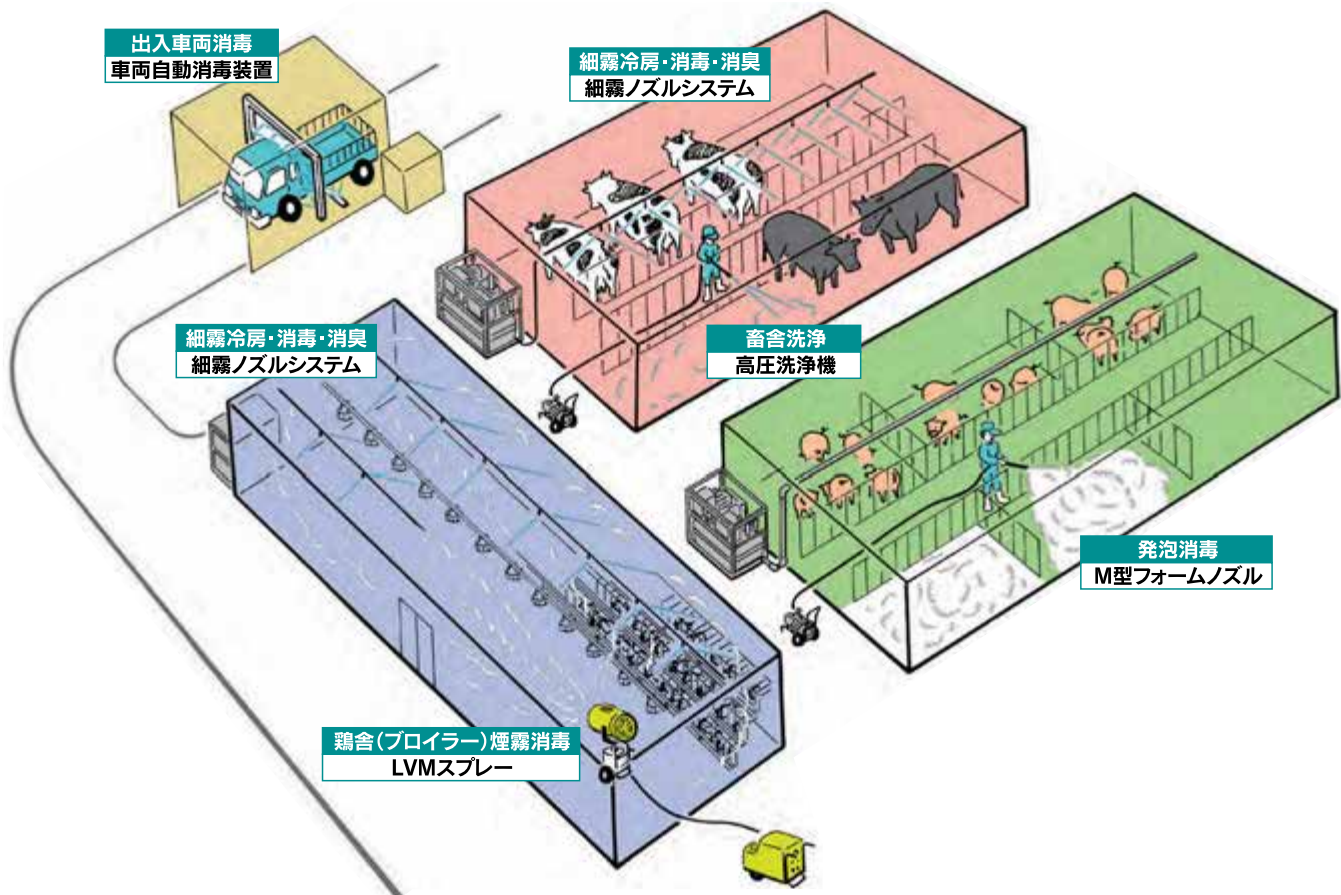 出入車両消毒
車両自動消毒装置
細霧冷房・消毒・消臭
細霧ノズルシステム
細霧冷房・消毒・消臭
細霧ノズルシステム
畜舎洗浄
高圧洗浄機
発泡消毒
M型フォームノズル
鶏舎(ブロイラー)煙霧消毒
LVMスプレー